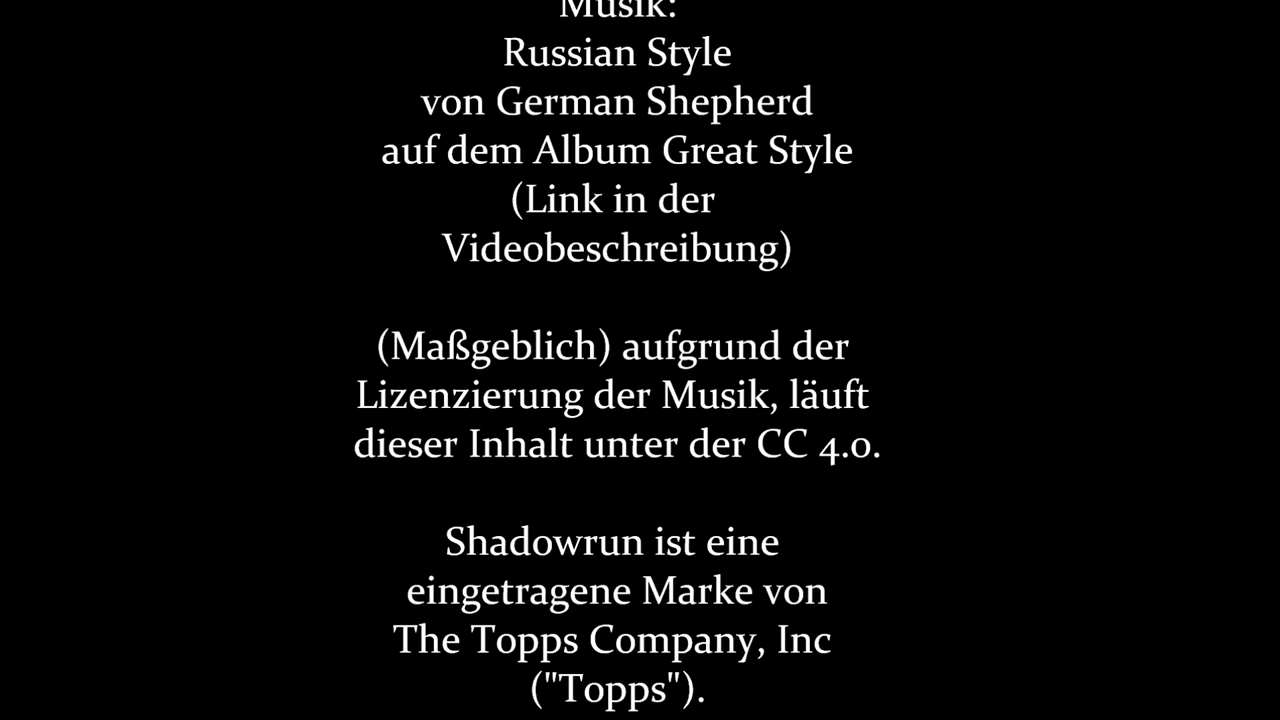 Musik:
Russian Style
von German Shepherd
auf dem Album Great Style
(Link in der
Videobeschreibung)
(Maßgeblich) aufgrund der
Lizenzierung der Musik, läuft
dieser Inhalt unter der CC 4.0.
Shadowrun ist eine
eingetragene Marke von
The Topps Company, Inc
("Topps").